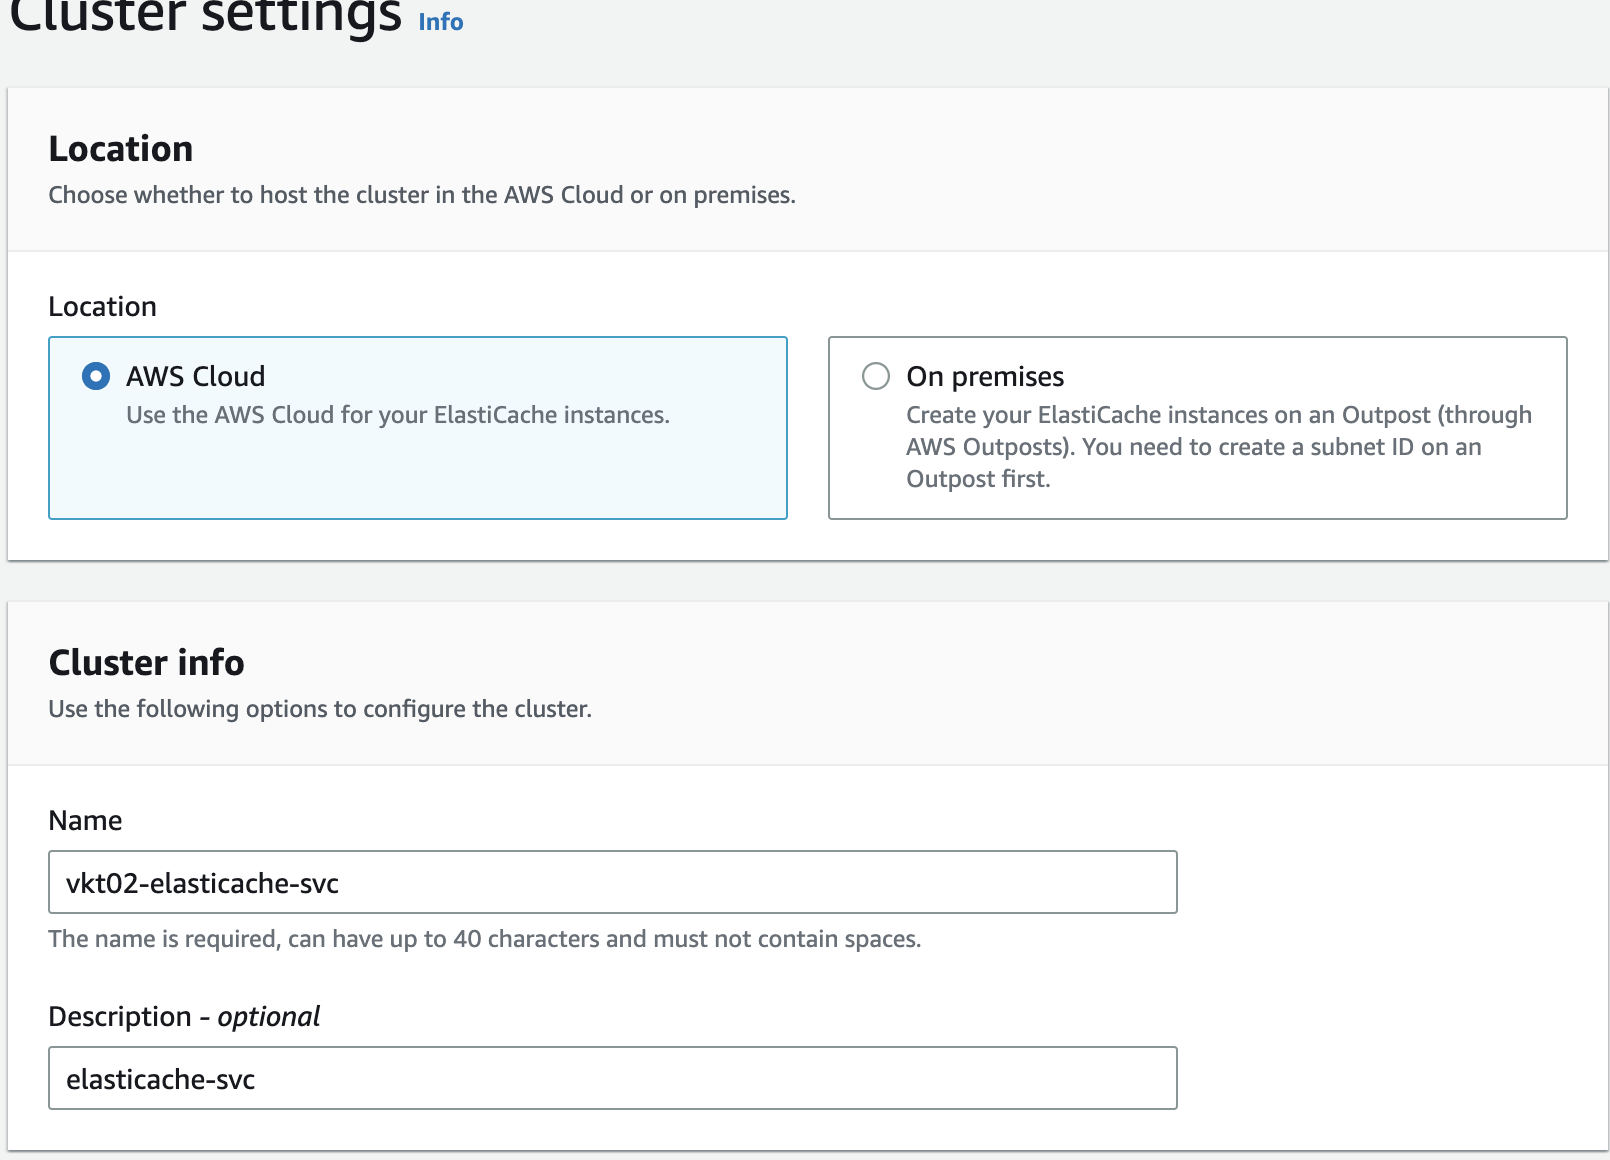 Cluster settings Info
Location
Choose whether to host the cluster in the AWS Cloud or on premises.
Location
AWS Cloud
Use the AWS Cloud for your ElastiCache instances.
On premises
Create your ElastiCache instances on an Outpost (through
AWS Outposts). You need to create a subnet ID on an
Outpost first.
Cluster info
Use the following options to configure the cluster.
Name
vkt02-elasticache-svc
The name is required, can have up to 40 characters and must not contain spaces.
Description - optional
elasticache-svc